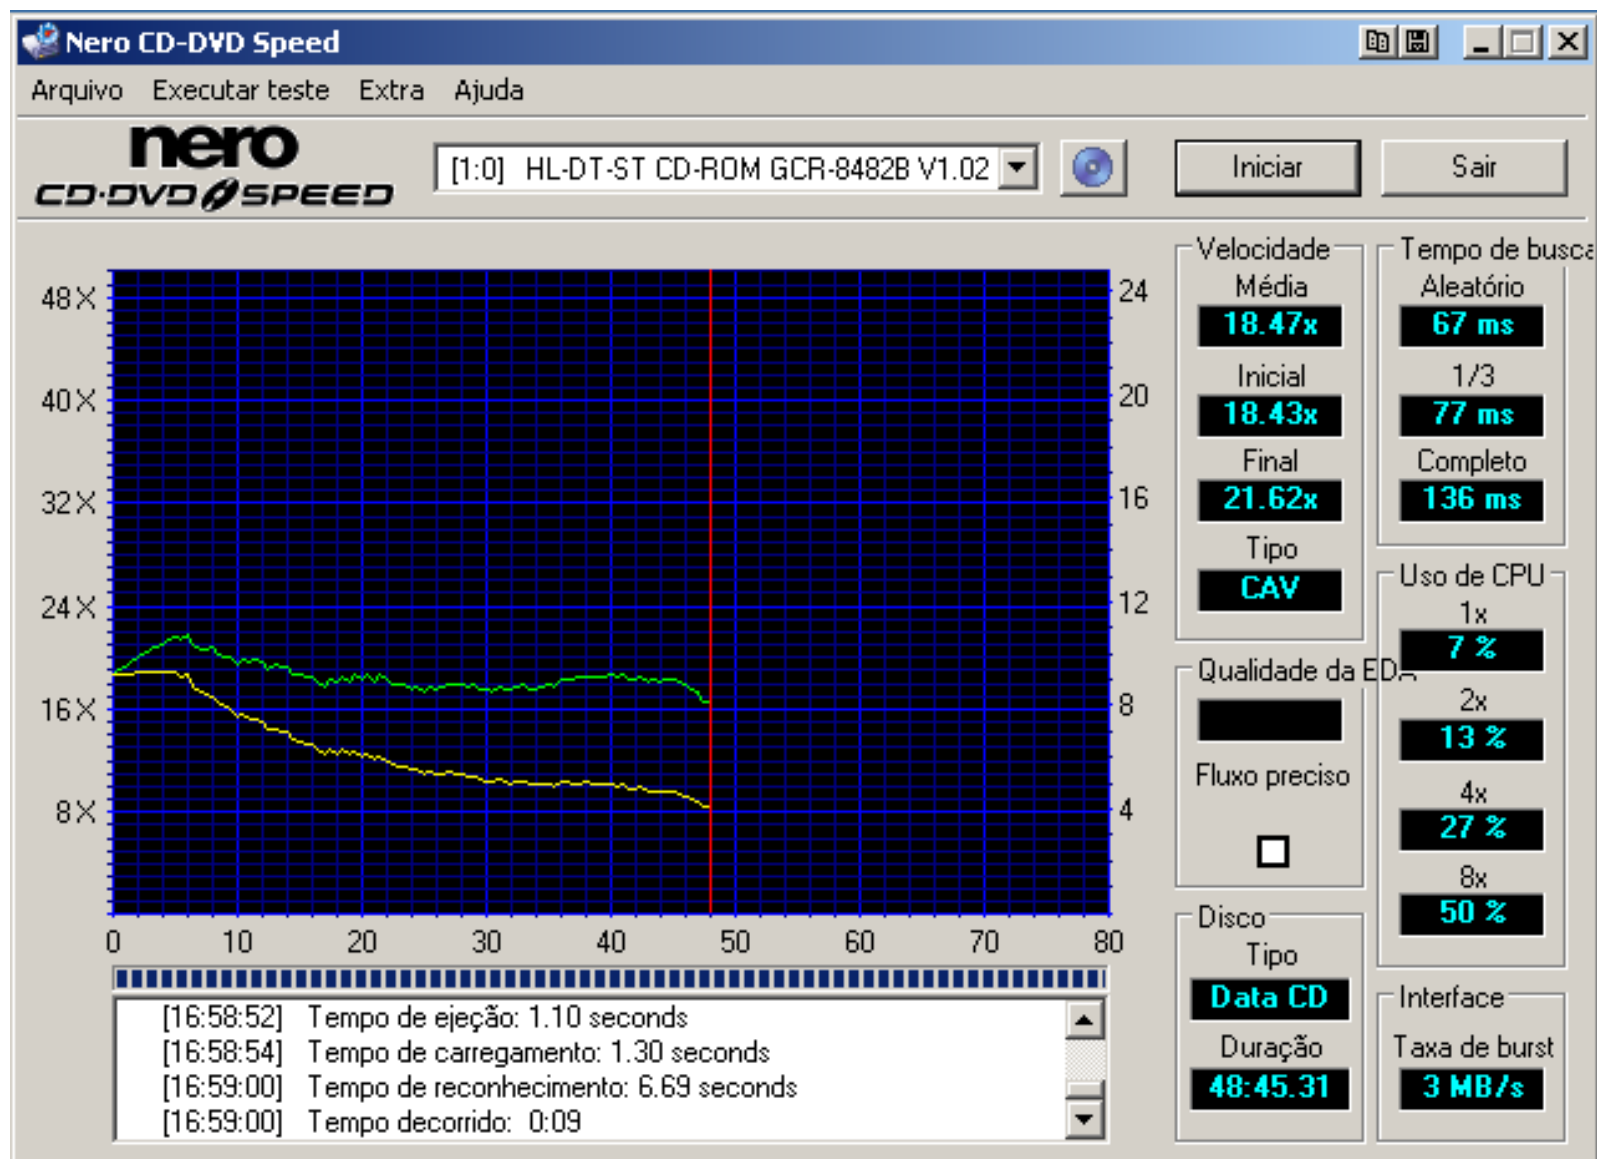 Nero CD-DVD Speed
Arquivo Executar teste Extra Ajuda
nero
CD·DVD SPEED
[1:0] HL-DT-ST CD-ROM GCR-8482B V1.02
Iniciar
Sair
48X
40X
32X
24X
16X
8X
24
20
16
12
8
4
0 10 20 30 40 50 60 70 80
[16:58:52] Tempo de ejeção: 1.10 seconds
[16:58:54] Tempo de carregamento: 1.30 seconds
[16:59:00] Tempo de reconhecimento: 6.69 seconds
[16:59:00] Tempo decorrido: 0:09
Velocidade
Média
18.47x
Inicial
18.43x
Final
21.62x
Tipo
CAV
Qualidade da EDA
Fluxo preciso
Disco
Tipo
Data CD
Duração
48:45.31
Tempo de busca
Aleatório
67 ms
1/3
77 ms
Completo
136 ms
Uso de CPU
1x
7 %
2x
13 %
4x
27 %
8x
50 %
Interface
Taxa de burst
3 MB/s